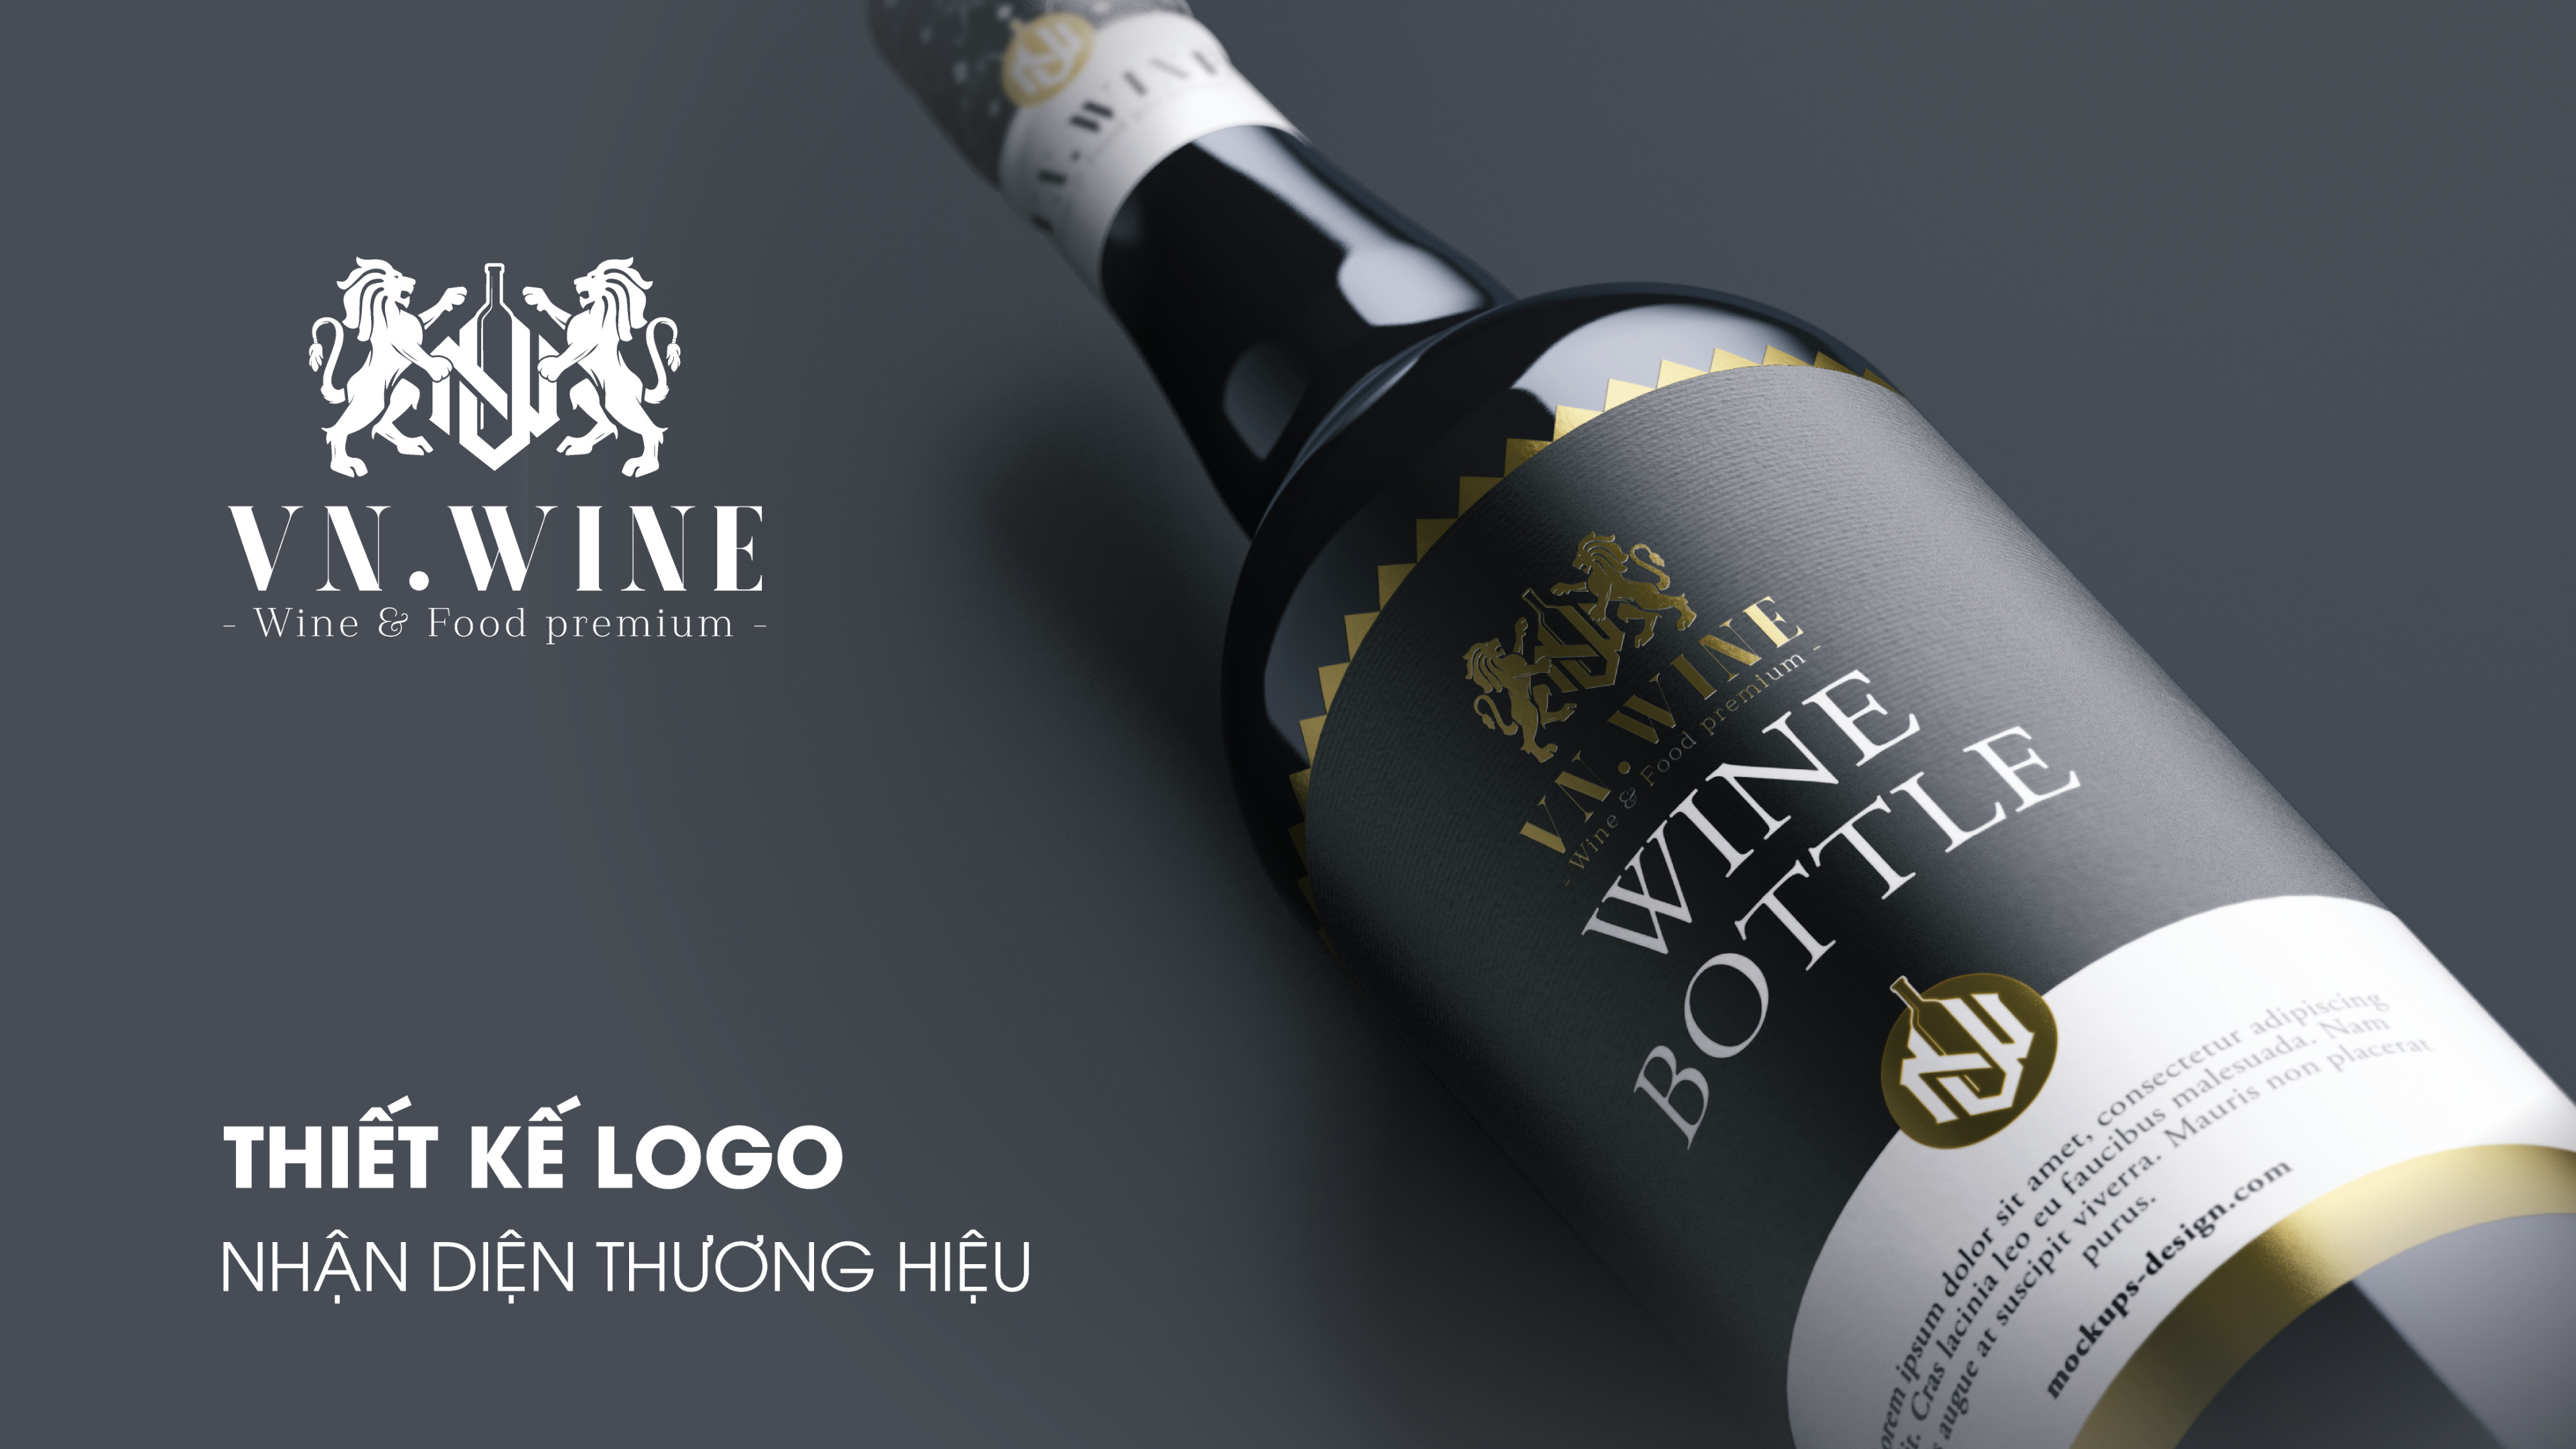 VN.WINE
- Wine & Food premium -
THIẾT KẾ LOGO
NHẬN DIỆN THƯƠNG HIỆU
.WINE
VN.WINE
- Wine & Food premium -
WINE
BOTTLE
ipsum dolor sit amet, consectetur adipiscing
Cras lacinia leo eu faucibus malesuada. Nam
augue at suscipit viverra. Mauris non placerat
purus.
mockups-design.com